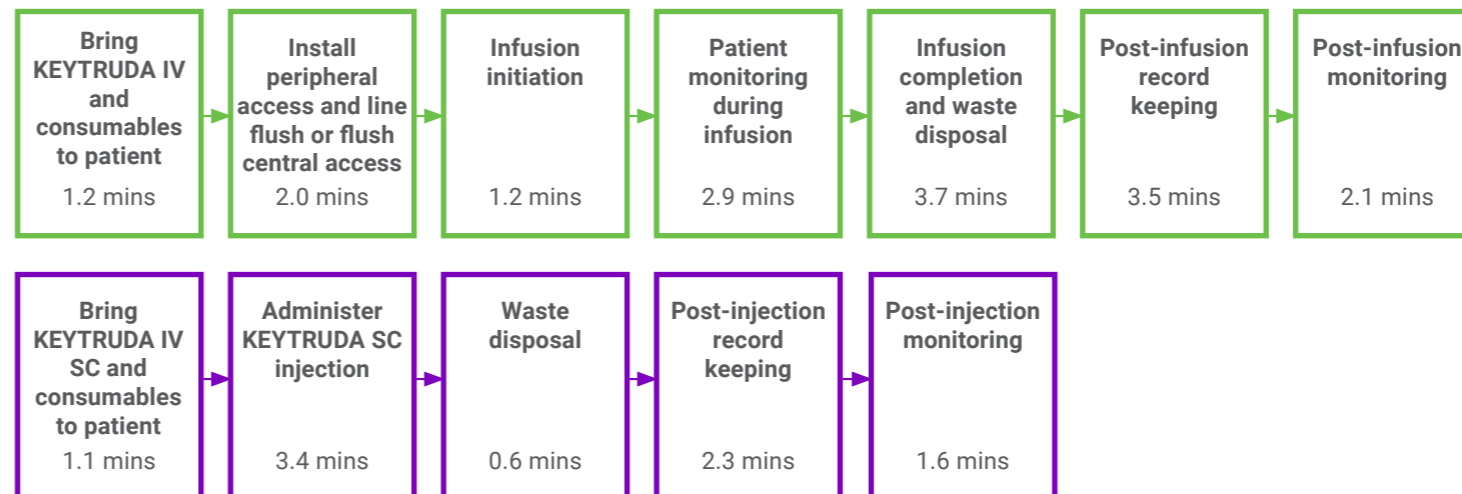 Bring
KEYTRUDA IV
and
consumables
to patient
1.2 mins
Install
peripheral
access and line
flush or flush
central access
2.0 mins
Infusion
initiation
1.2 mins
Patient
monitoring
during
infusion
2.9 mins
Infusion
completion
and waste
disposal
3.7 mins
Post-infusion
record
keeping
3.5 mins
Post-infusion
monitoring
2.1 mins
Bring
KEYTRUDA IV
SC and
consumables
to patient
1.1 mins
Administer
KEYTRUDA SC
injection
3.4 mins
Waste
disposal
0.6 mins
Post-injection
record
keeping
2.3 mins
Post-injection
monitoring
1.6 mins